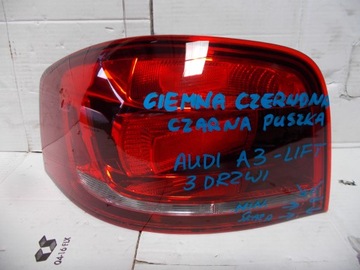 CIEMNA CZERWONA
CZARNA PUSZKA
AUDI A3-LIFT
3 DRZWI